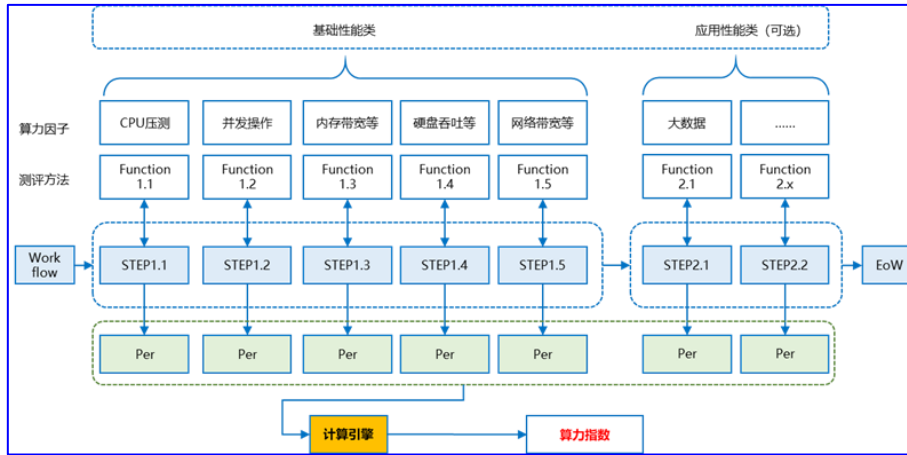 基础性能类
应用性能类（可选）
算力因子
CPU压测
并发操作
内存带宽等
硬盘吞吐等
网络带宽等
大数据
……
测评方法
Function
1.1
Function
1.2
Function
1.3
Function
1.4
Function
1.5
Function
2.1
Function
2.x
Work
flow
STEP1.1
STEP1.2
STEP1.3
STEP1.4
STEP1.5
STEP2.1
STEP2.2
EoW
Per
Per
Per
Per
Per
Per
Per
计算引擎
算力指数